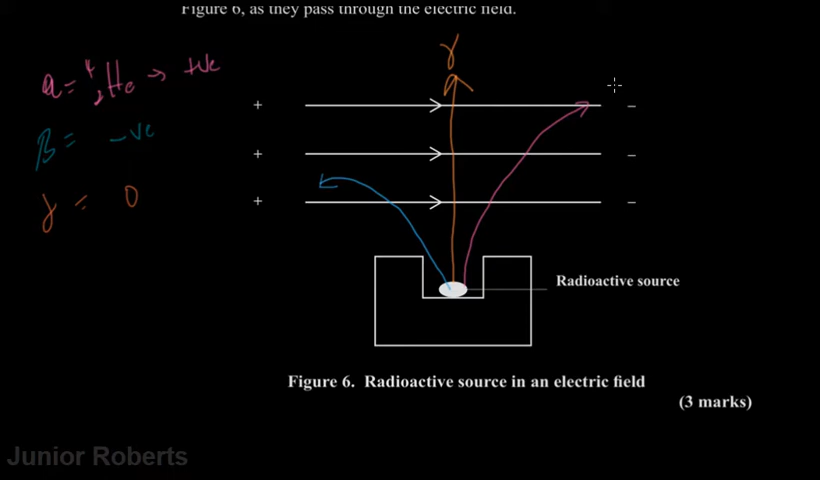 Figure 6, as they pass through the electric field.
γ
α = ⁴₂He → +ve
+ −
β = −ve
+ −
γ = 0
+ −
Radioactive source
Figure 6. Radioactive source in an electric field
(3 marks)
Junior Roberts